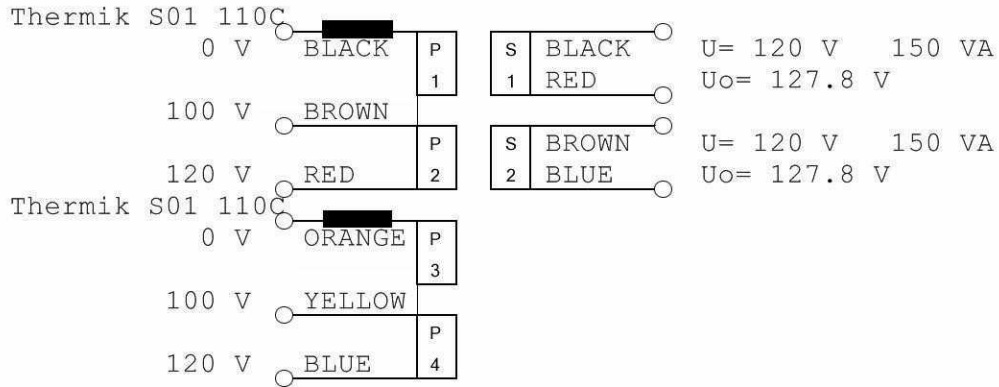 Thermik S01 110C
0 V BLACK P S BLACK U= 120 V 150 VA
1 1 RED Uo= 127.8 V
100 V BROWN
P S BROWN U= 120 V 150 VA
120 V RED 2 2 BLUE Uo= 127.8 V
Thermik S01 110C
0 V ORANGE P
3
100 V YELLOW
P
120 V BLUE 4